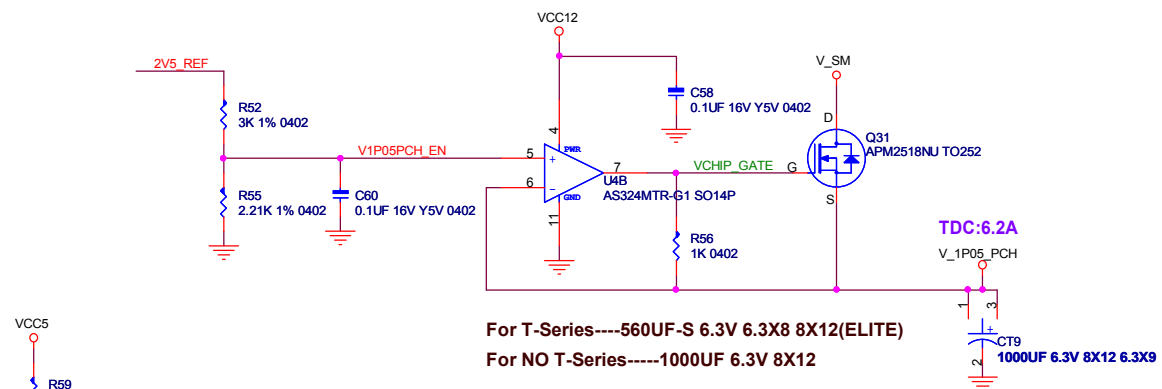 VCC12
2V5_REF
V_SM
R52
3K 1% 0402
C58
0.1UF 16V Y5V 0402
4
D
Q31
APM2518NU TO252
V1P05PCH_EN
5
+
PWR
7
VCHIP_GATE
G
6
-
GND
U4B
AS324MTR-G1 SO14P
R55
2.21K 1% 0402
C60
0.1UF 16V Y5V 0402
11
S
R56
1K 0402
TDC:6.2A
V_1P05_PCH
1
3
VCC5
For T-Series----560UF-S 6.3V 6.3X8 8X12(ELITE)
For NO T-Series-----1000UF 6.3V 8X12
+
CT9
1000UF 6.3V 8X12 6.3X9
2
R59